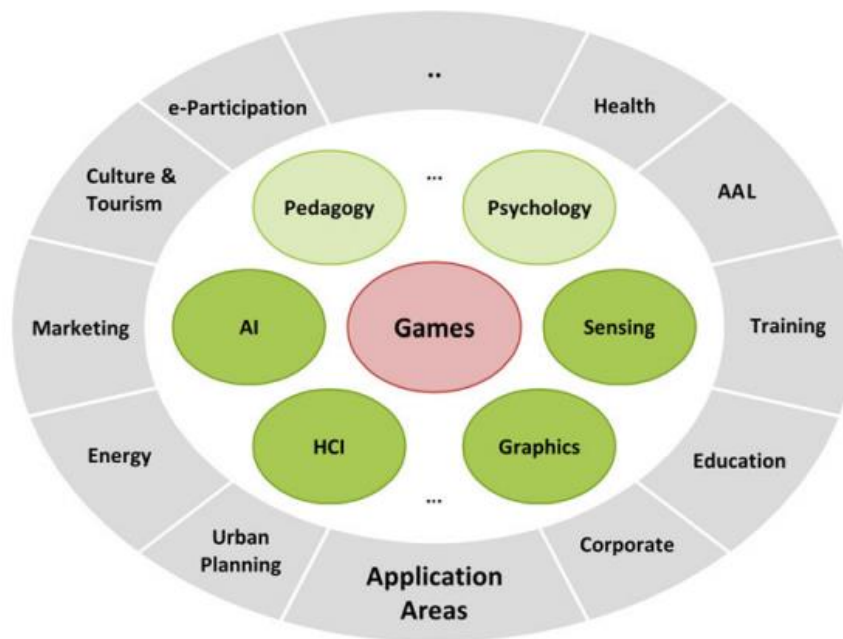 ..
e-Participation
Health
Culture &
Tourism
AAL
Pedagogy
...
Psychology
Marketing
AI
Games
Sensing
Training
Energy
HCI
...
Graphics
Education
Urban
Planning
Corporate
Application
Areas